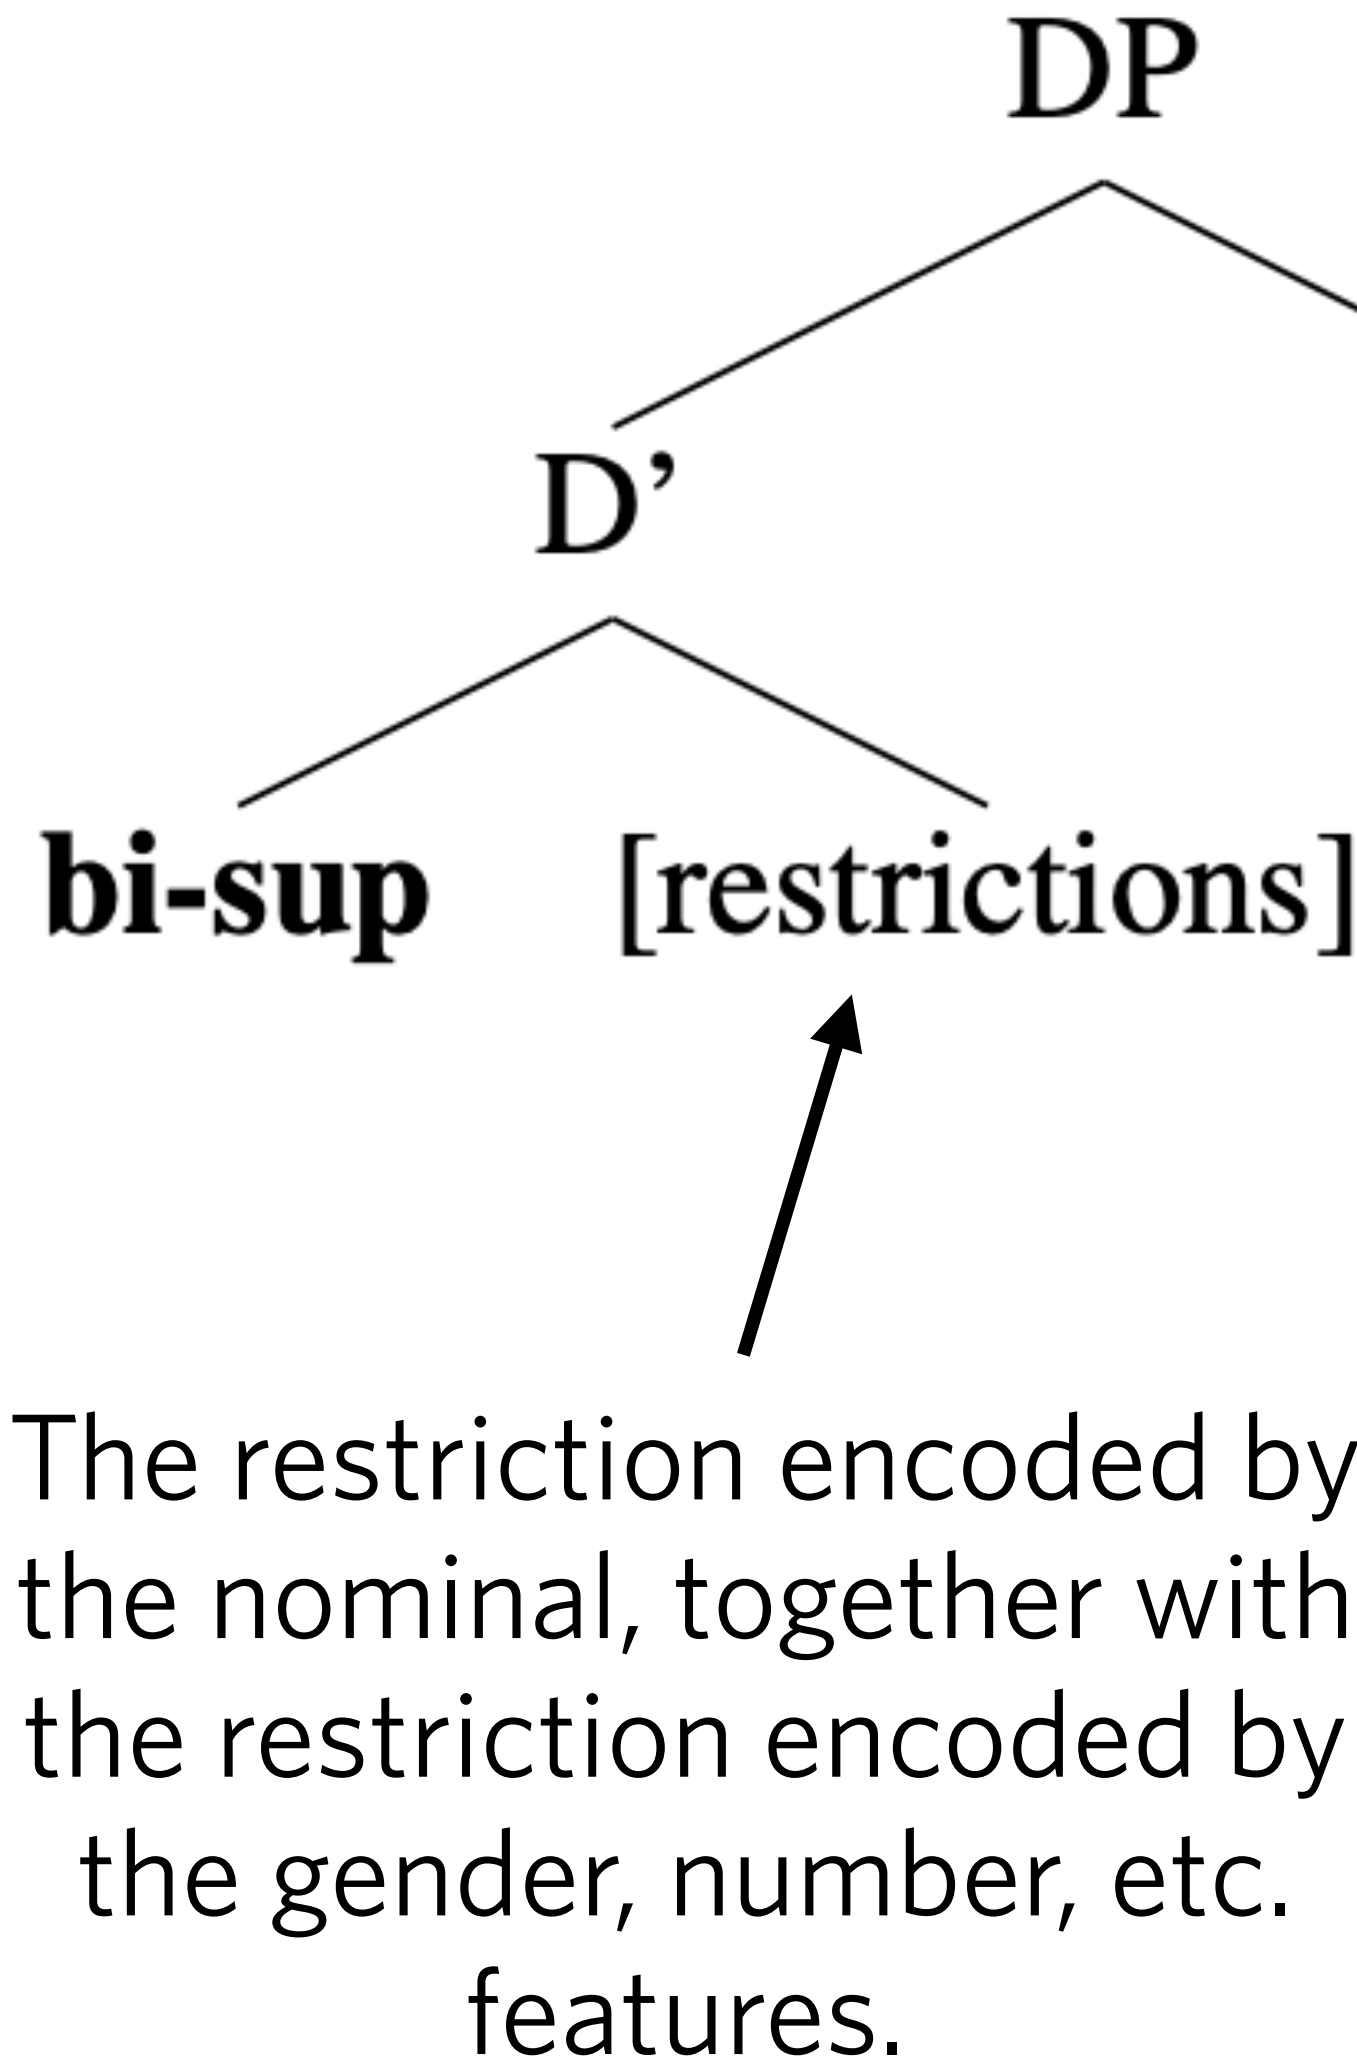 DP
D’
bi-sup [restrictions]
The restriction encoded by
the nominal, together with
the restriction encoded by
the gender, number, etc.
features.